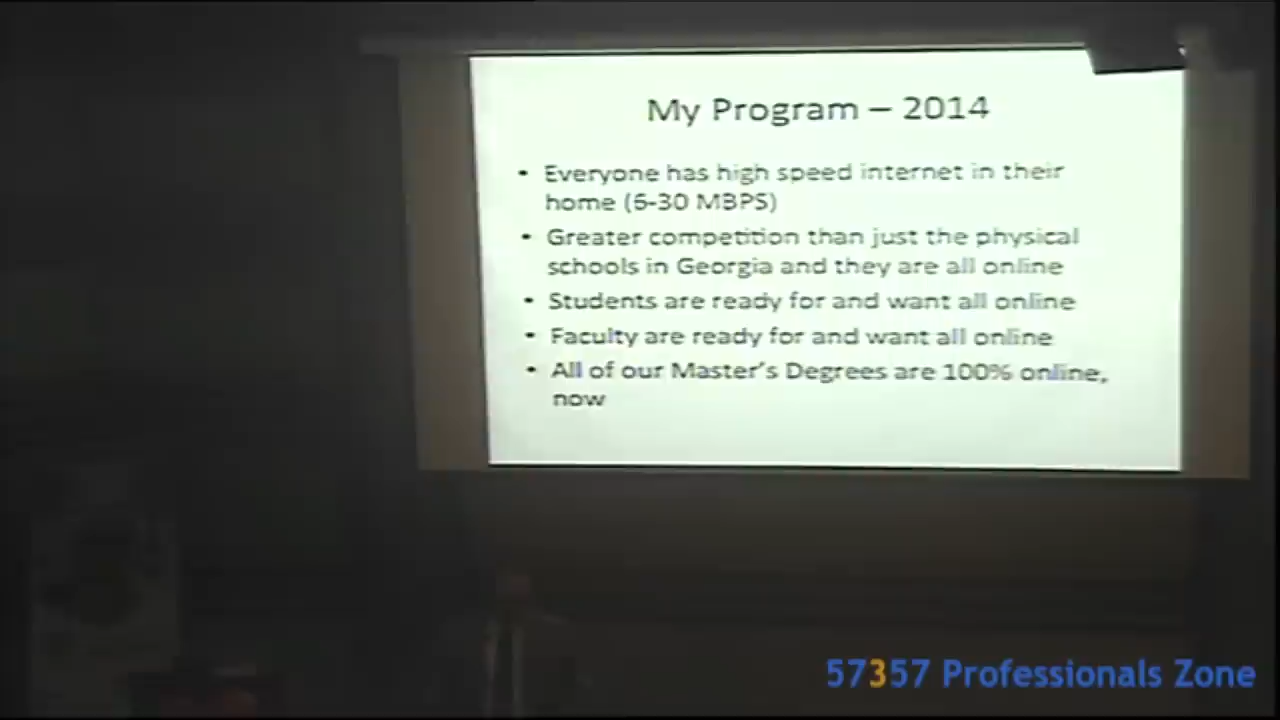 My Program – 2014
• Everyone has high speed internet in their
home (6-30 MBPS)
• Greater competition than just the physical
schools in Georgia and they are all online
• Students are ready for and want all online
• Faculty are ready for and want all online
• All of our Master's Degrees are 100% online,
now
57357 Professionals Zone